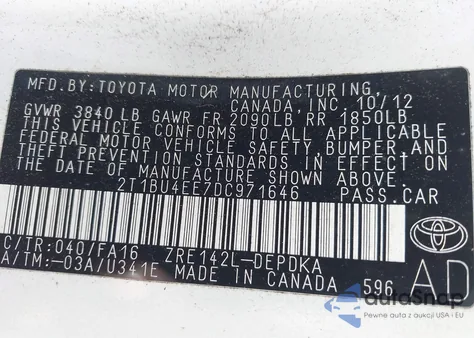 MFD.BY:TOYOTA MOTOR MANUFACTURING,
CANADA, INC. 10/12
GVWR 3840LB GAWR FR 2090LB RR 1850LB
THIS VEHICLE CONFORMS TO ALL APPLICABLE
FEDERAL MOTOR VEHICLE SAFETY,BUMPER,AND
THEFT PREVENTION STANDARDS IN EFFECT ON
THE DATE OF MANUFACTURE SHOWN ABOVE.
2T1BU4EE7DC971646 PASS.CAR
C/TR:040/FA16 ZRE142L-DEPDKA
A/TM:-03A/U341E MADE IN CANADA 596
AD
autoSnap
Pewne auta z aukcji USA i EU